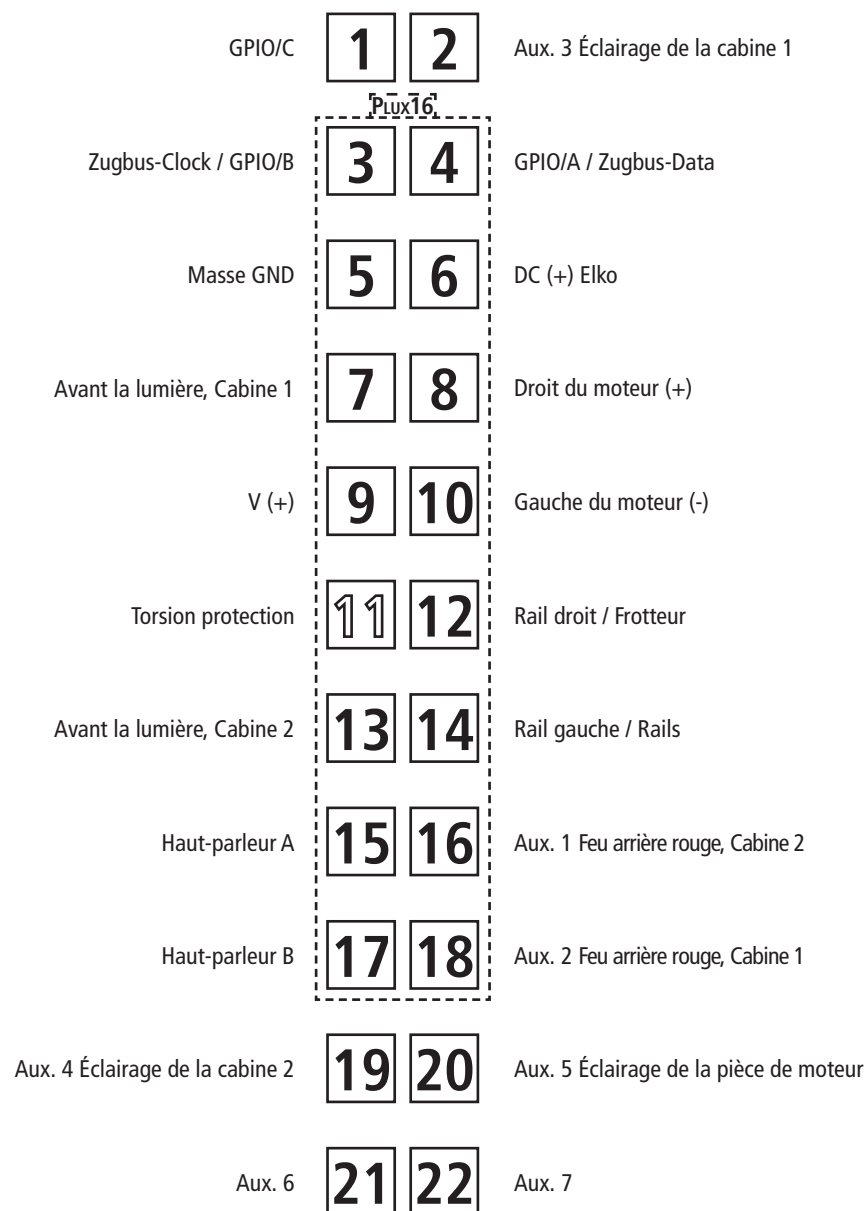 GPIO/C 1 2 Aux. 3 Éclairage de la cabine 1
PLUX16
Zugbus-Clock / GPIO/B 3 4 GPIO/A / Zugbus-Data
Masse GND 5 6 DC (+) Elko
Avant la lumière, Cabine 1 7 8 Droit du moteur (+)
V (+) 9 10 Gauche du moteur (-)
Torsion protection 11 12 Rail droit / Frotteur
Avant la lumière, Cabine 2 13 14 Rail gauche / Rails
Haut-parleur A 15 16 Aux. 1 Feu arrière rouge, Cabine 2
Haut-parleur B 17 18 Aux. 2 Feu arrière rouge, Cabine 1
Aux. 4 Éclairage de la cabine 2 19 20 Aux. 5 Éclairage de la pièce de moteur
Aux. 6 21 22 Aux. 7